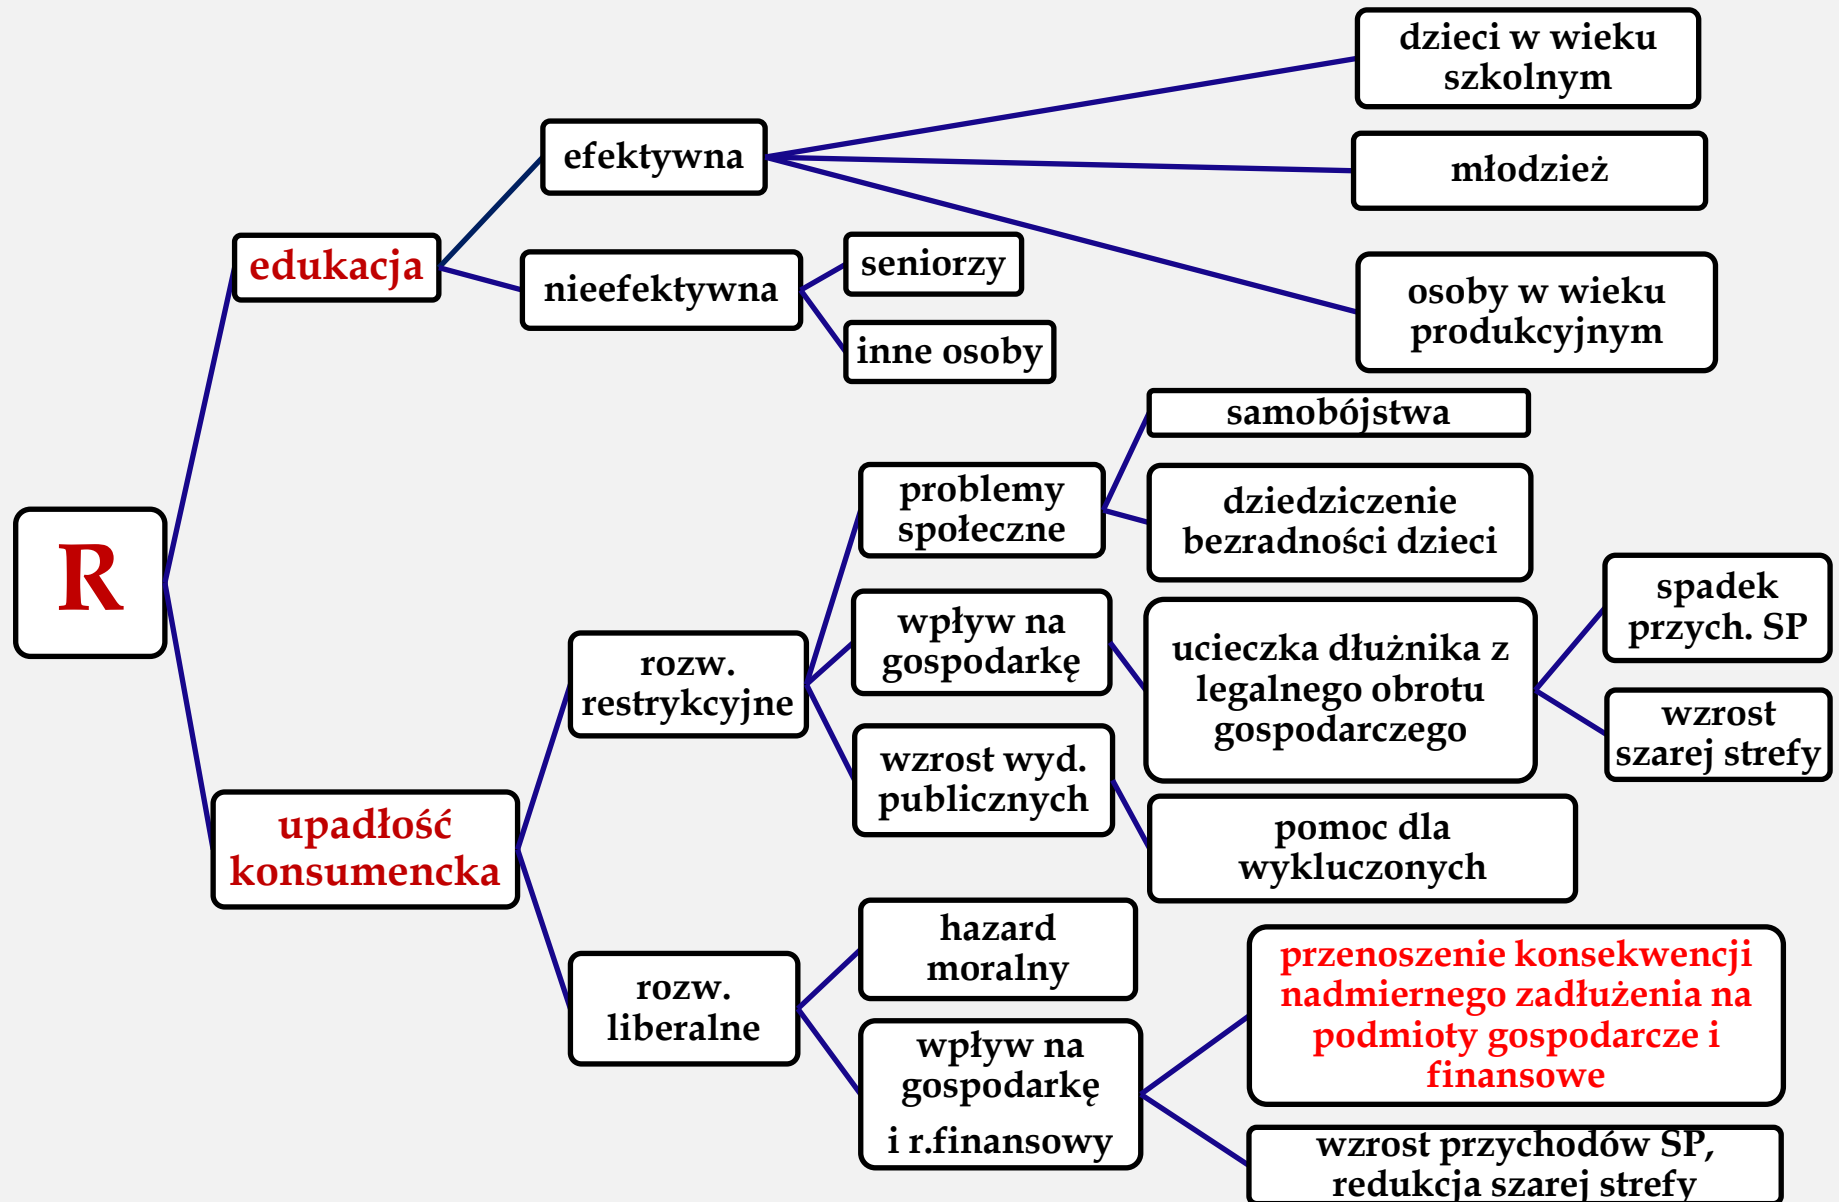 dzieci w wieku
szkolnym
efektywna
młodzież
edukacja
nieefektywna
seniorzy
inne osoby
osoby w wieku
produkcyjnym
samobójstwa
problemy
społeczne
dziedziczenie
bezradności dzieci
R
rozw.
restrykcyjne
wpływ na
gospodarkę
ucieczka dłużnika z
legalnego obrotu
gospodarczego
spadek
przych. SP
wzrost
szarej strefy
wzrost wyd.
publicznych
pomoc dla
wykluczonych
upadłość
konsumencka
rozw.
liberalne
hazard
moralny
wpływ na
gospodarkę
i r.finansowy
przenoszenie konsekwencji
nadmiernego zadłużenia na
podmioty gospodarcze i
finansowe
wzrost przychodów SP,
redukcja szarej strefy